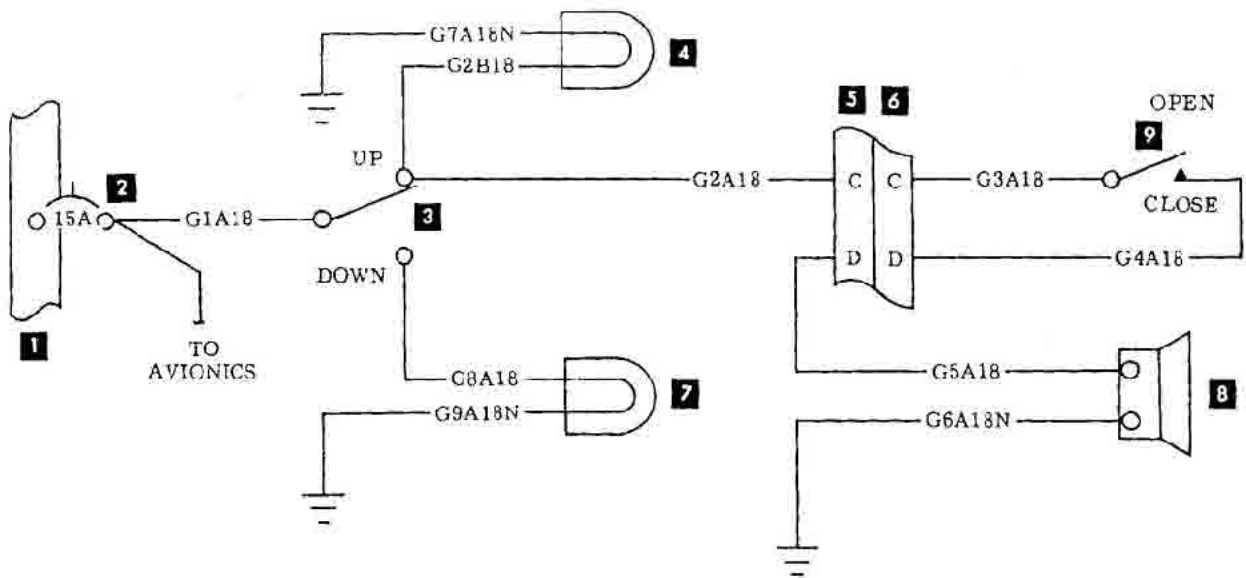 G7A18N
4
G2B18
5 6
OPEN
9
UP
2
G2A18
C C
G3A18
15A
G1A18
3
CLOSE
DOWN
D D
G4A18
1
TO
AVIONICS
G8A18
7
G5A18
8
G9A18N
G6A18N